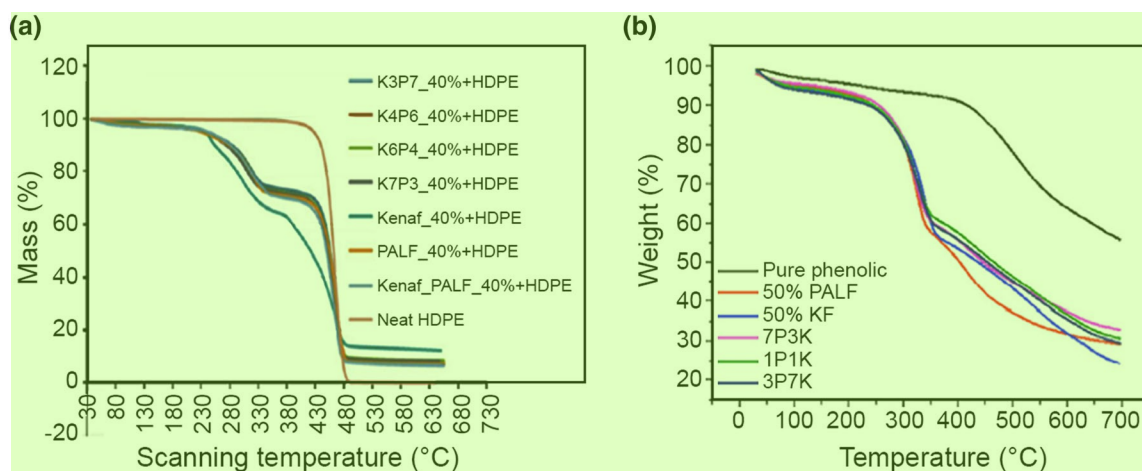 (a)
120
100
80
60
40
20
0
-20
Mass (%)
K3P7_40%+HDPE
K4P6_40%+HDPE
K6P4_40%+HDPE
K7P3_40%+HDPE
Kenaf_40%+HDPE
PALF_40%+HDPE
Kenaf_PALF_40%+HDPE
Neat HDPE
30 80 130 180 230 280 330 380 430 480 530 580 630 680 730
Scanning temperature (°C)
(b)
100
90
80
70
60
50
40
30
20
Weight (%)
Pure phenolic
50% PALF
50% KF
7P3K
1P1K
3P7K
0 100 200 300 400 500 600 700
Temperature (°C)